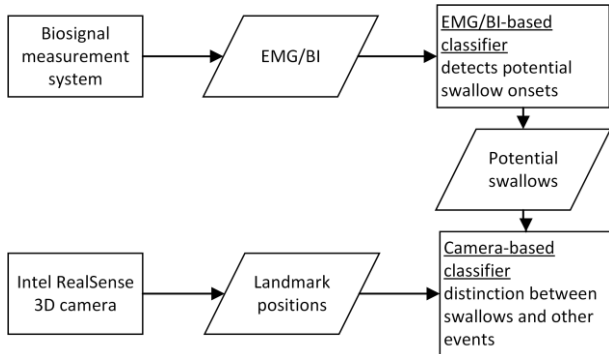 Biosignal
measurement
system
EMG/BI
EMG/BI-based
classifier
detects potential
swallow onsets
Potential
swallows
Intel RealSense
3D camera
Landmark
positions
Camera-based
classifier
distinction between
swallows and other
events